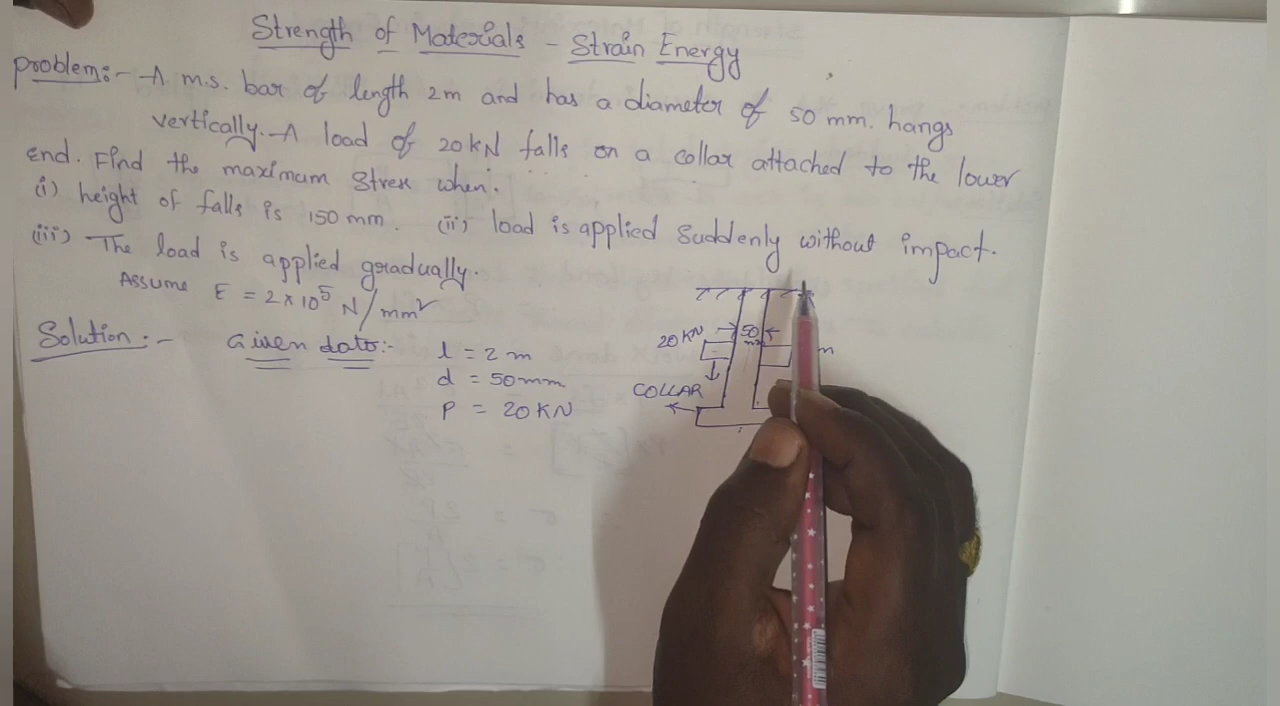 Strength of Materials - Strain Energy
problem:- A m.s. bar of length 2m and has a diameter of 50 mm. hangs
vertically. A load of 20 kN falls on a collar attached to the lower
end. Find the maximum stress when:
(i) height of falls is 150 mm. (ii) load is applied suddenly without impact.
(iii) The load is applied gradually.
Assume E = 2 x 10⁵ N/mm²
Solution :- Given data:- l = 2 m
d = 50mm
P = 20 KN
20 KN
50
COLLAR
m